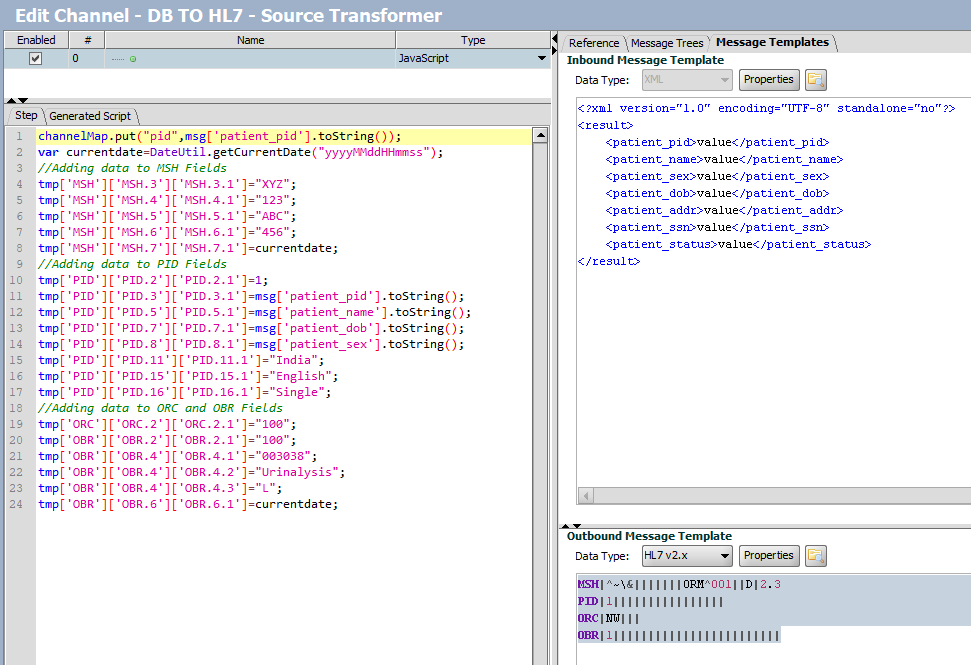 Edit Channel - DB TO HL7 - Source Transformer
Enabled # Name Type
0 JavaScript
Step Generated Script
1 channelMap.put("pid",msg['patient_pid'].toString());
2 var currentdate=DateUtil.getCurrentDate("yyyyMMddHHmmss");
3 //Adding data to MSH Fields
4 tmp['MSH']['MSH.3']['MSH.3.1']="XYZ";
5 tmp['MSH']['MSH.4']['MSH.4.1']="123";
6 tmp['MSH']['MSH.5']['MSH.5.1']="ABC";
7 tmp['MSH']['MSH.6']['MSH.6.1']="456";
8 tmp['MSH']['MSH.7']['MSH.7.1']=currentdate;
9 //Adding data to PID Fields
10 tmp['PID']['PID.2']['PID.2.1']=1;
11 tmp['PID']['PID.3']['PID.3.1']=msg['patient_pid'].toString();
12 tmp['PID']['PID.5']['PID.5.1']=msg['patient_name'].toString();
13 tmp['PID']['PID.7']['PID.7.1']=msg['patient_dob'].toString();
14 tmp['PID']['PID.8']['PID.8.1']=msg['patient_sex'].toString();
15 tmp['PID']['PID.11']['PID.11.1']="India";
16 tmp['PID']['PID.15']['PID.15.1']="English";
17 tmp['PID']['PID.16']['PID.16.1']="Single";
18 //Adding data to ORC and OBR Fields
19 tmp['ORC']['ORC.2']['ORC.2.1']="100";
20 tmp['OBR']['OBR.2']['OBR.2.1']="100";
21 tmp['OBR']['OBR.4']['OBR.4.1']="003038";
22 tmp['OBR']['OBR.4']['OBR.4.2']="Urinalysis";
23 tmp['OBR']['OBR.4']['OBR.4.3']="L";
24 tmp['OBR']['OBR.6']['OBR.6.1']=currentdate;
Reference Message Trees Message Templates
Inbound Message Template
Data Type: XML Properties
<?xml version="1.0" encoding="UTF-8" standalone="no"?>
<result>
<patient_pid>value</patient_pid>
<patient_name>value</patient_name>
<patient_sex>value</patient_sex>
<patient_dob>value</patient_dob>
<patient_addr>value</patient_addr>
<patient_ssn>value</patient_ssn>
<patient_status>value</patient_status>
</result>
Outbound Message Template
Data Type: HL7 v2.x Properties
MSH|^~\&|||||||ORM^001||D|2.3
PID|1||||||||||||||||
ORC|NW|||
OBR|1||||||||||||||||||||||||